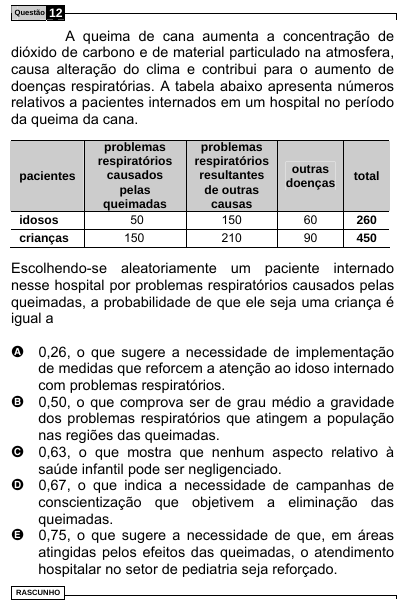 Questão 12
A queima de cana aumenta a concentração de
dióxido de carbono e de material particulado na atmosfera,
causa alteração do clima e contribui para o aumento de
doenças respiratórias. A tabela abaixo apresenta números
relativos a pacientes internados em um hospital no período
da queima da cana.
pacientes problemas respiratórios causados pelas queimadas problemas respiratórios resultantes de outras causas outras doenças total
idosos 50 150 60 260
crianças 150 210 90 450
Escolhendo-se aleatoriamente um paciente internado
nesse hospital por problemas respiratórios causados pelas
queimadas, a probabilidade de que ele seja uma criança é
igual a
A 0,26, o que sugere a necessidade de implementação
de medidas que reforcem a atenção ao idoso internado
com problemas respiratórios.
B 0,50, o que comprova ser de grau médio a gravidade
dos problemas respiratórios que atingem a população
nas regiões das queimadas.
C 0,63, o que mostra que nenhum aspecto relativo à
saúde infantil pode ser negligenciado.
D 0,67, o que indica a necessidade de campanhas de
conscientização que objetivem a eliminação das
queimadas.
E 0,75, o que sugere a necessidade de que, em áreas
atingidas pelos efeitos das queimadas, o atendimento
hospitalar no setor de pediatria seja reforçado.
RASCUNHO